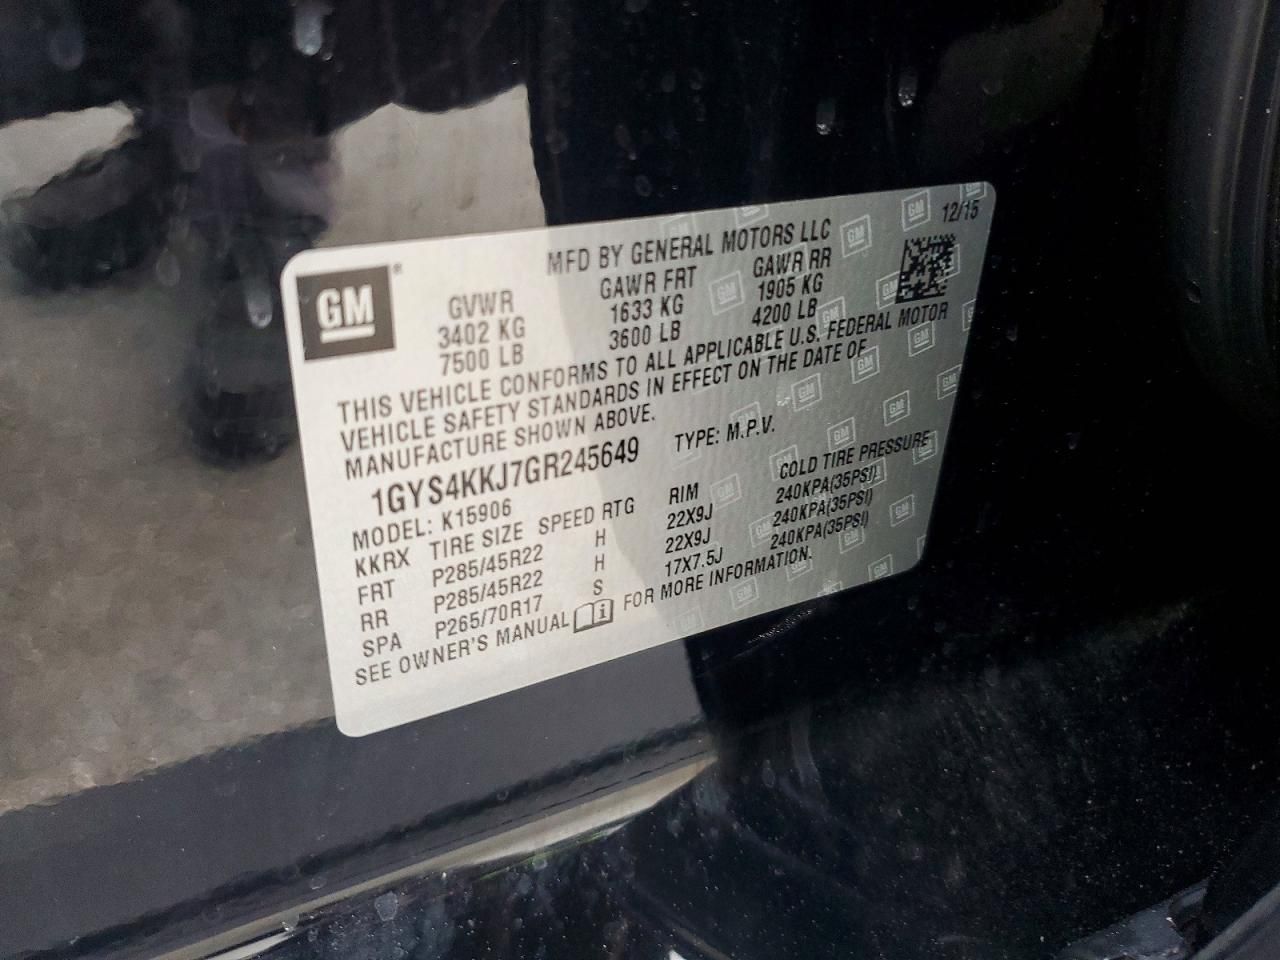 12/15
MFD BY GENERAL MOTORS LLC
GM®
GVWR GAWR FRT GAWR RR
3402 KG 1633 KG 1905 KG
7500 LB 3600 LB 4200 LB
THIS VEHICLE CONFORMS TO ALL APPLICABLE U.S. FEDERAL MOTOR
VEHICLE SAFETY STANDARDS IN EFFECT ON THE DATE OF
MANUFACTURE SHOWN ABOVE.
1GYS4KKJ7GR245649 TYPE: M.P.V.
MODEL: K15906
KKRX TIRE SIZE SPEED RTG RIM COLD TIRE PRESSURE
FRT P285/45R22 H 22X9J 240KPA(35PSI)
RR P285/45R22 H 22X9J 240KPA(35PSI)
SPA P265/70R17 S 17X7.5J 240KPA(35PSI)
SEE OWNER'S MANUAL i FOR MORE INFORMATION.